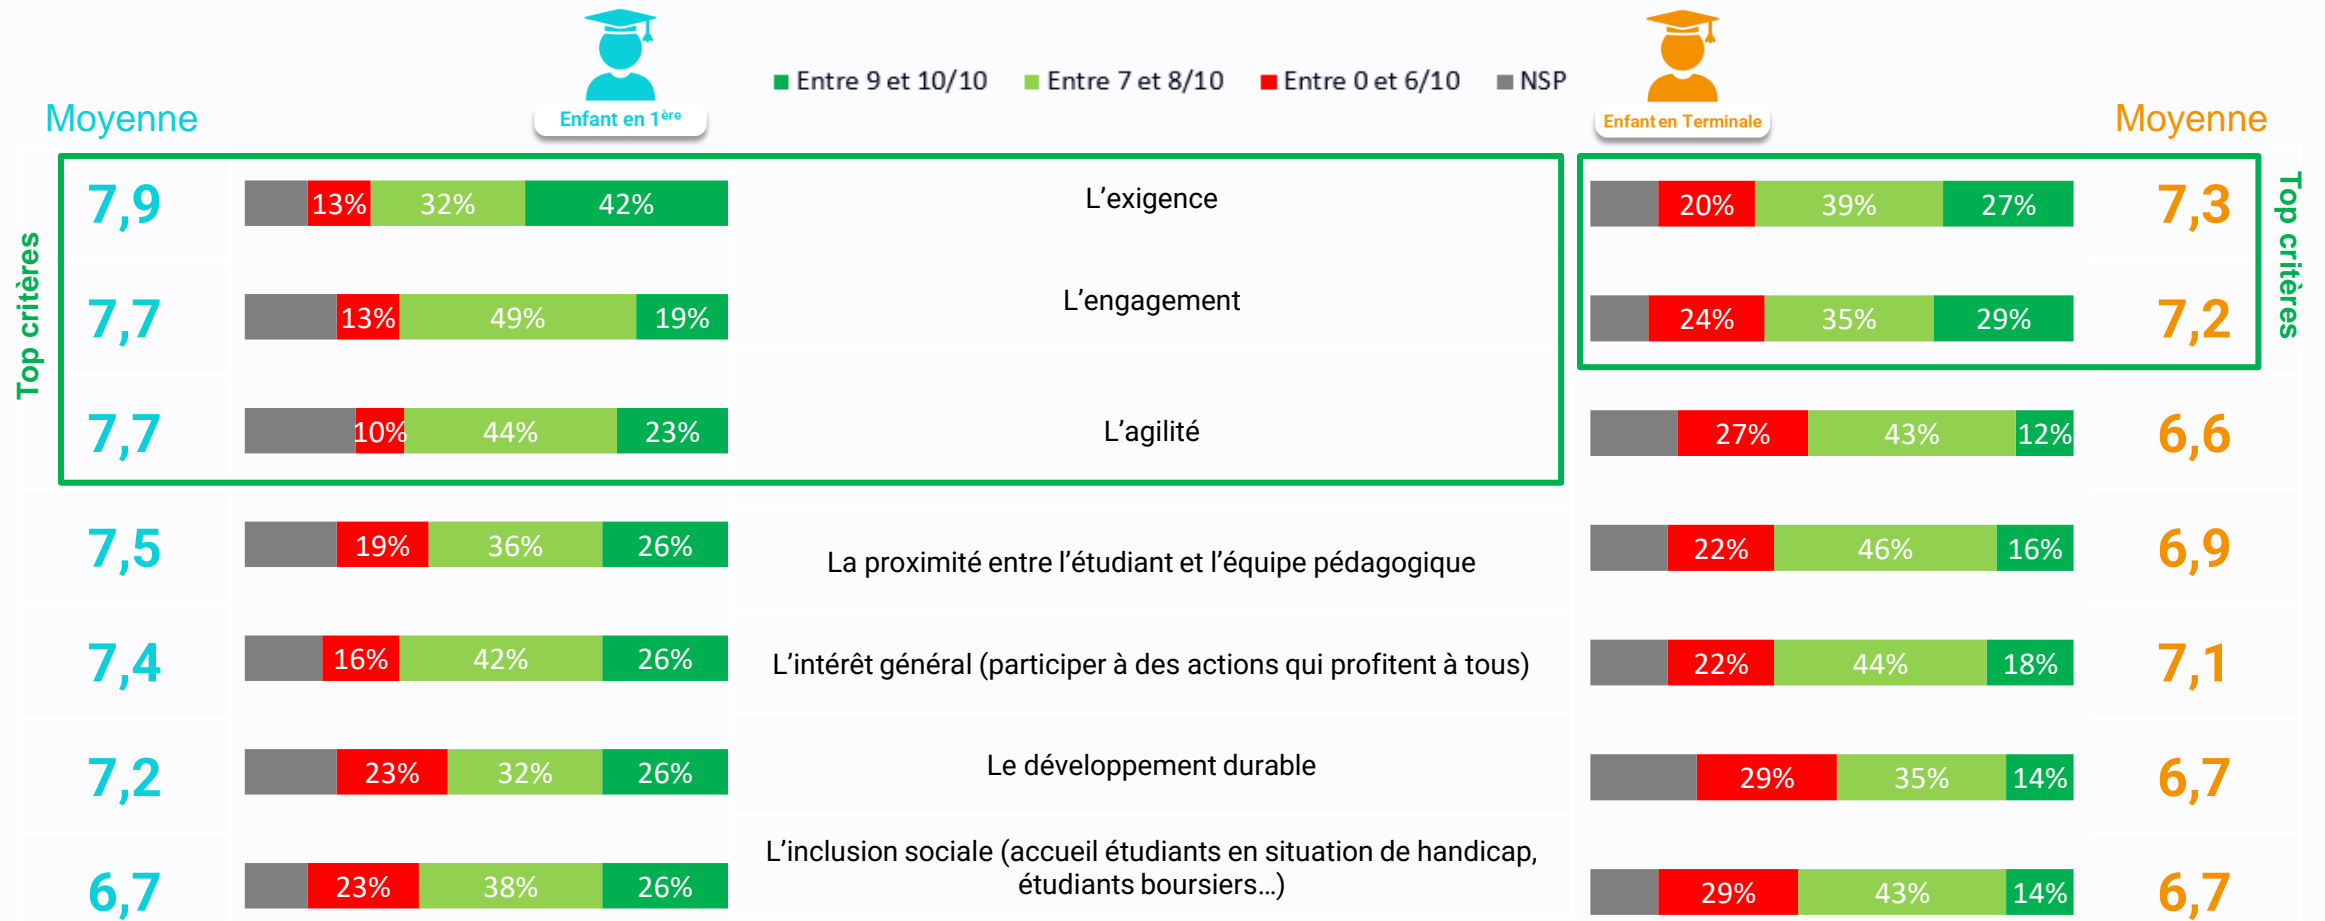 Entre 9 et 10/10 Entre 7 et 8/10 Entre 0 et 6/10 NSP
Moyenne Enfant en 1ère Enfant en Terminale Moyenne
Top critères
Top critères
7,9 13% 32% 42% L’exigence 20% 39% 27% 7,3
7,7 13% 49% 19% L’engagement 24% 35% 29% 7,2
7,7 10% 44% 23% L’agilité 27% 43% 12% 6,6
7,5 19% 36% 26% La proximité entre l’étudiant et l’équipe pédagogique 22% 46% 16% 6,9
7,4 16% 42% 26% L’intérêt général (participer à des actions qui profitent à tous) 22% 44% 18% 7,1
7,2 23% 32% 26% Le développement durable 29% 35% 14% 6,7
L’inclusion sociale (accueil étudiants en situation de handicap,
6,7 23% 38% 26% étudiants boursiers…) 29% 43% 14% 6,7